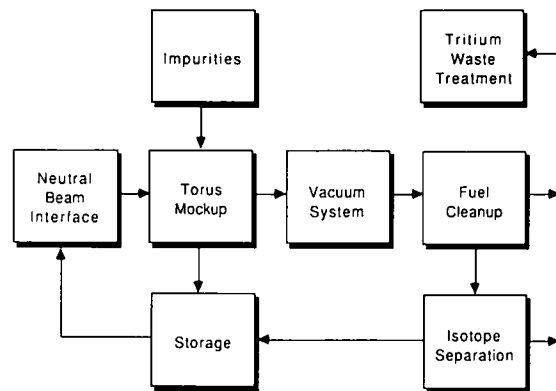 Impurities
Tritium
Waste
Treatment
Neutral
Beam
Interface
Torus
Mockup
Vacuum
System
Fuel
Cleanup
Storage
Isotope
Separation